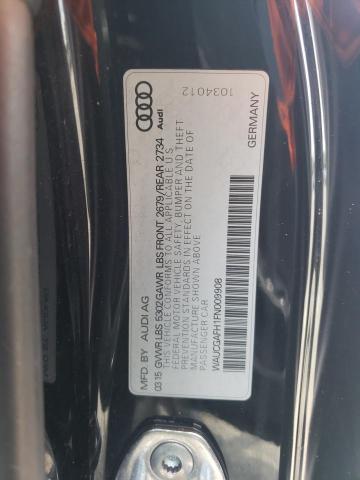 MFD. BY AUDI AG
03.15 GVWR LBS 5302 GAWR LBS FRONT 2679/REAR 2734
THIS VEHICLE CONFORMS TO ALL APPLICABLE U.S.
FEDERAL MOTOR VEHICLE SAFETY, BUMPER AND THEFT
PREVENTION STANDARDS IN EFFECT ON THE DATE OF
MANUFACTURE SHOWN ABOVE.
PASSENGER CAR
WAUCGAFH1FN009908
Audi
1034012
GERMANY